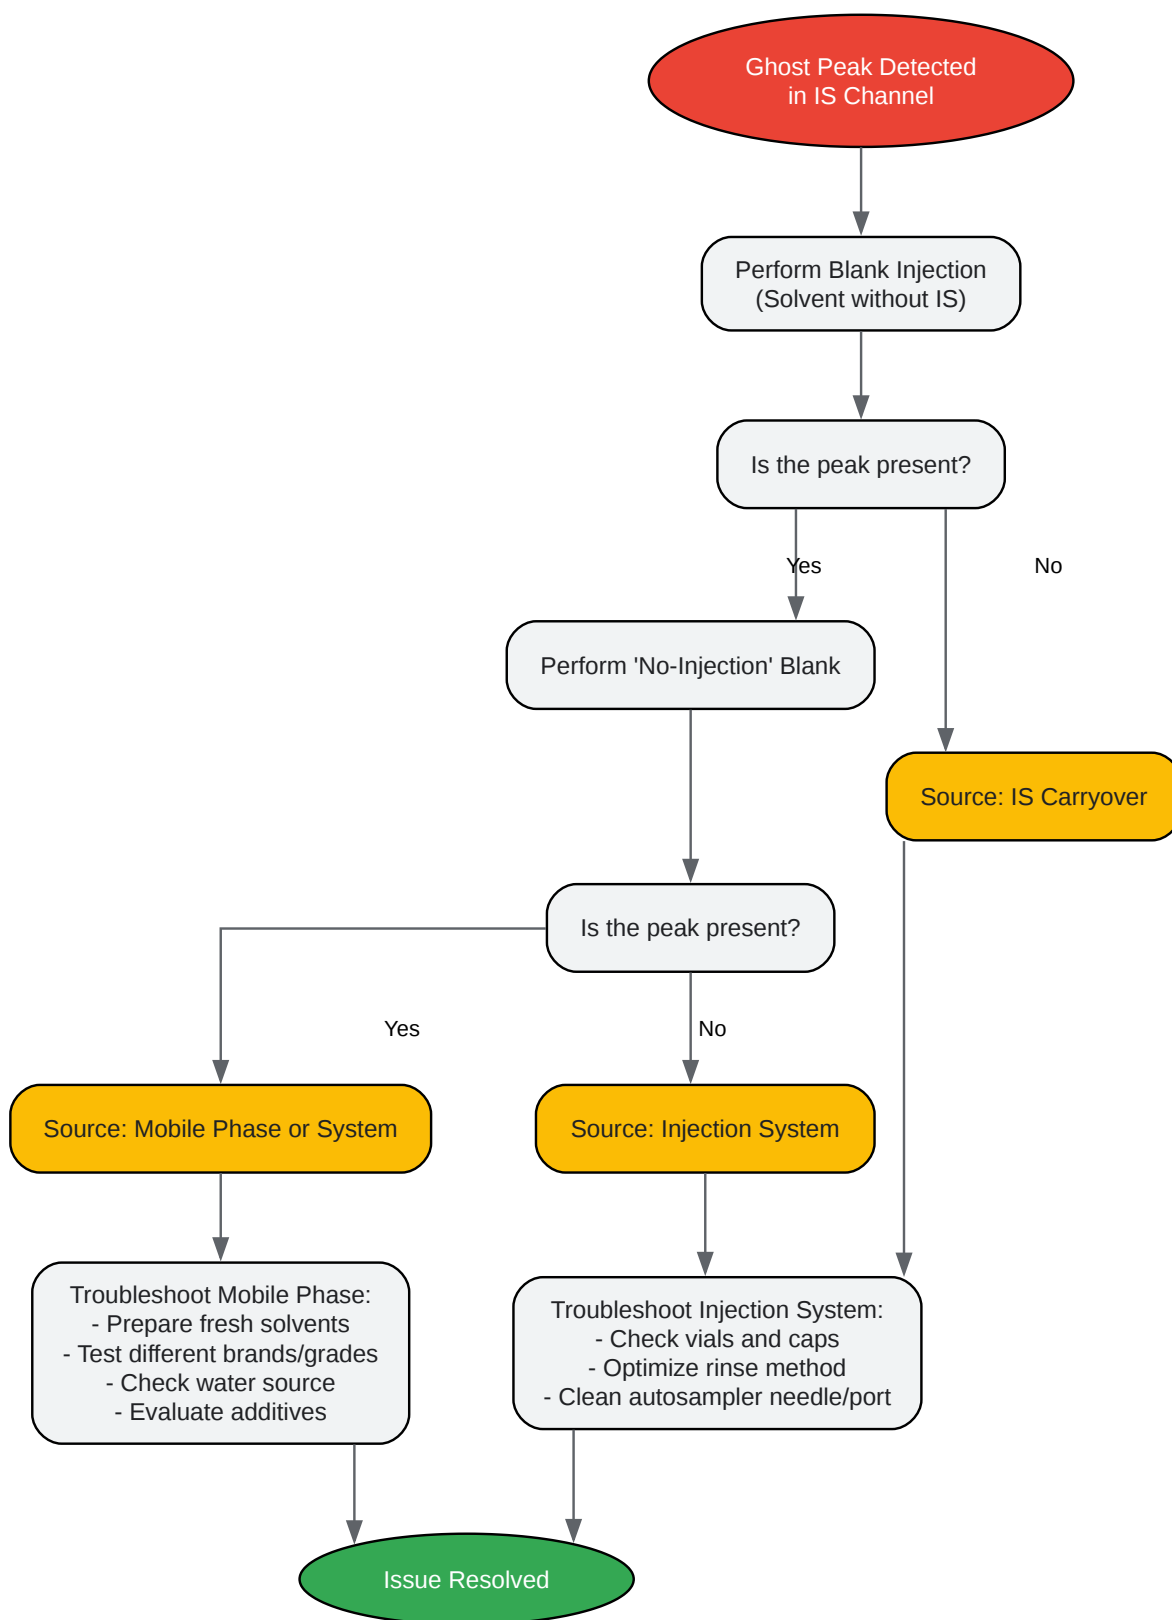 Ghost Peak Detected
in IS Channel
Perform Blank Injection
(Solvent without IS)
Is the peak present?
Yes
No
Perform 'No-Injection' Blank
Source: IS Carryover
Is the peak present?
Yes
No
Source: Mobile Phase or System
Source: Injection System
Troubleshoot Mobile Phase:
- Prepare fresh solvents
- Test different brands/grades
- Check water source
- Evaluate additives
Troubleshoot Injection System:
- Check vials and caps
- Optimize rinse method
- Clean autosampler needle/port
Issue Resolved